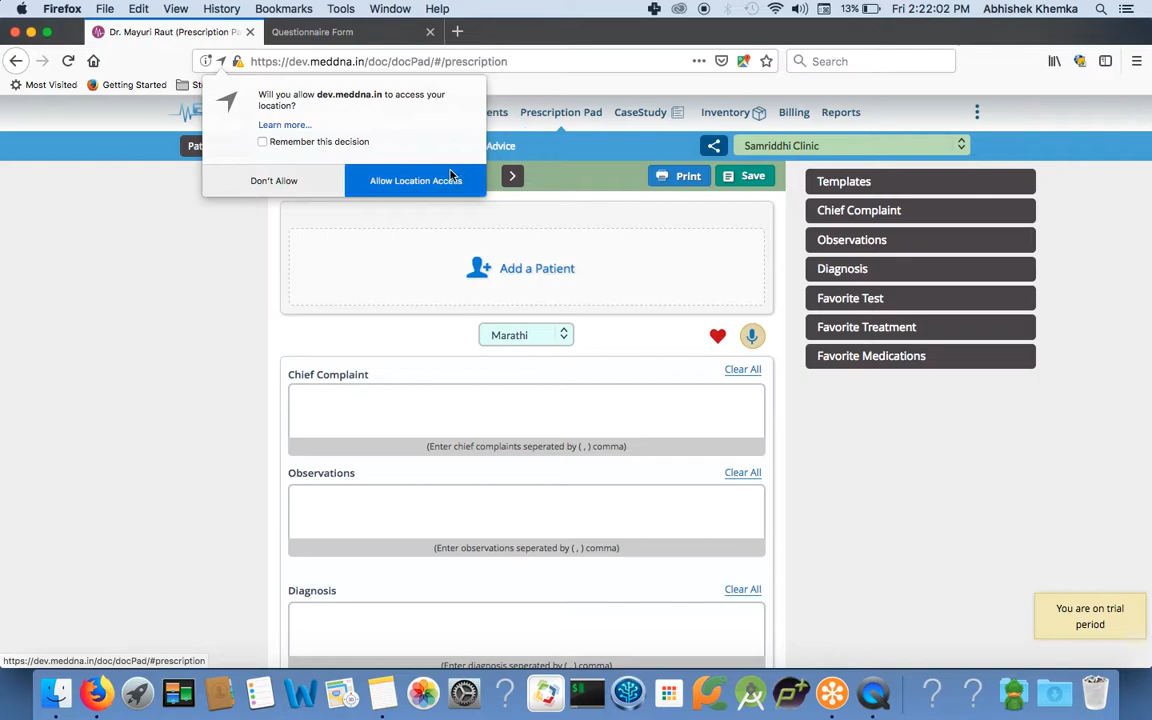 Firefox File Edit View History Bookmarks Tools Window Help 13% Fri 2:22:02 PM Abhishek Khemka
Dr. Mayuri Raut (Prescription Pa Questionnaire Form
https://dev.meddna.in/doc/docPad/#/prescription Search
Most Visited Getting Started
Will you allow dev.meddna.in to access your
location?
Learn more...
Remember this decision
Don't Allow Allow Location Access
Prescription Pad CaseStudy Inventory Billing Reports
Advice Samriddhi Clinic
Print Save
Add a Patient
Marathi
Chief Complaint Clear All
(Enter chief complaints seperated by ( , ) comma)
Observations Clear All
(Enter observations seperated by ( , ) comma)
Diagnosis Clear All
(Enter diagnosis seperated by ( , ) comma)
Templates
Chief Complaint
Observations
Diagnosis
Favorite Test
Favorite Treatment
Favorite Medications
You are on trial
period
https://dev.meddna.in/doc/docPad/#prescription